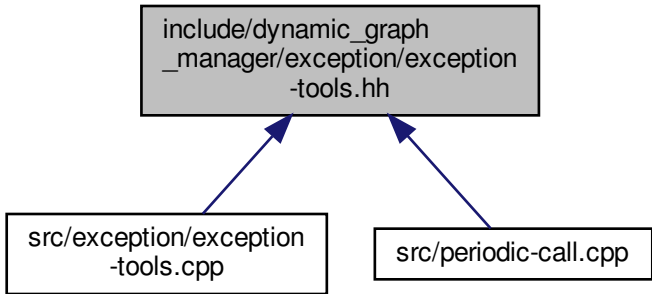 include/dynamic_graph
_manager/exception/exception
-tools.hh
src/exception/exception
-tools.cpp
src/periodic-call.cpp